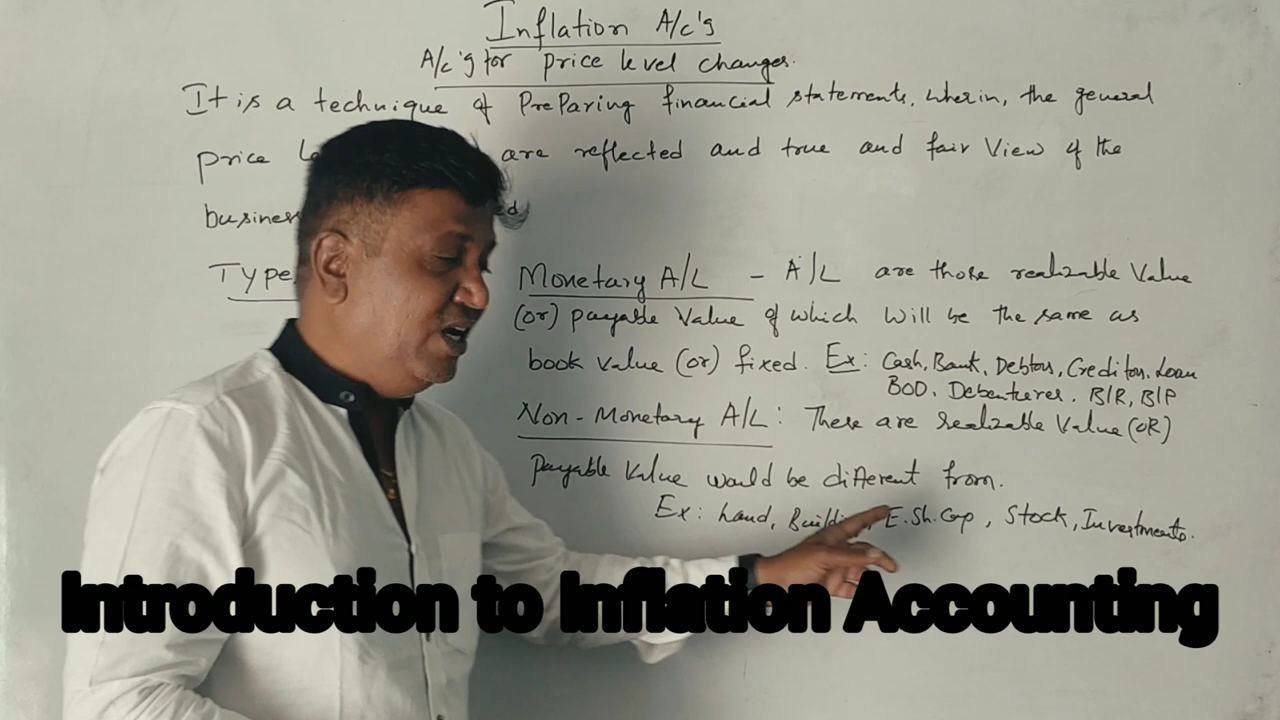 Inflation A/c's
A/c's for price level changes.
It is a technique of Preparing financial statements, wherin, the general
price are reflected and true and fair View of the
business
Type
Monetary A/L - A/L are those realizable Value
(or) payable Value of which will be the same as
book value (or) fixed. Ex: Cash, Bank, Debtors, Creditors, Loan
BOD, Debentures, B/R, B/P
Non-Monetary A/L: These are realizable Value (OR)
Payable Value would be different from.
Ex: Land, E.Sh.Cap, Stock, Investments.
Introduction to Inflation Accounting